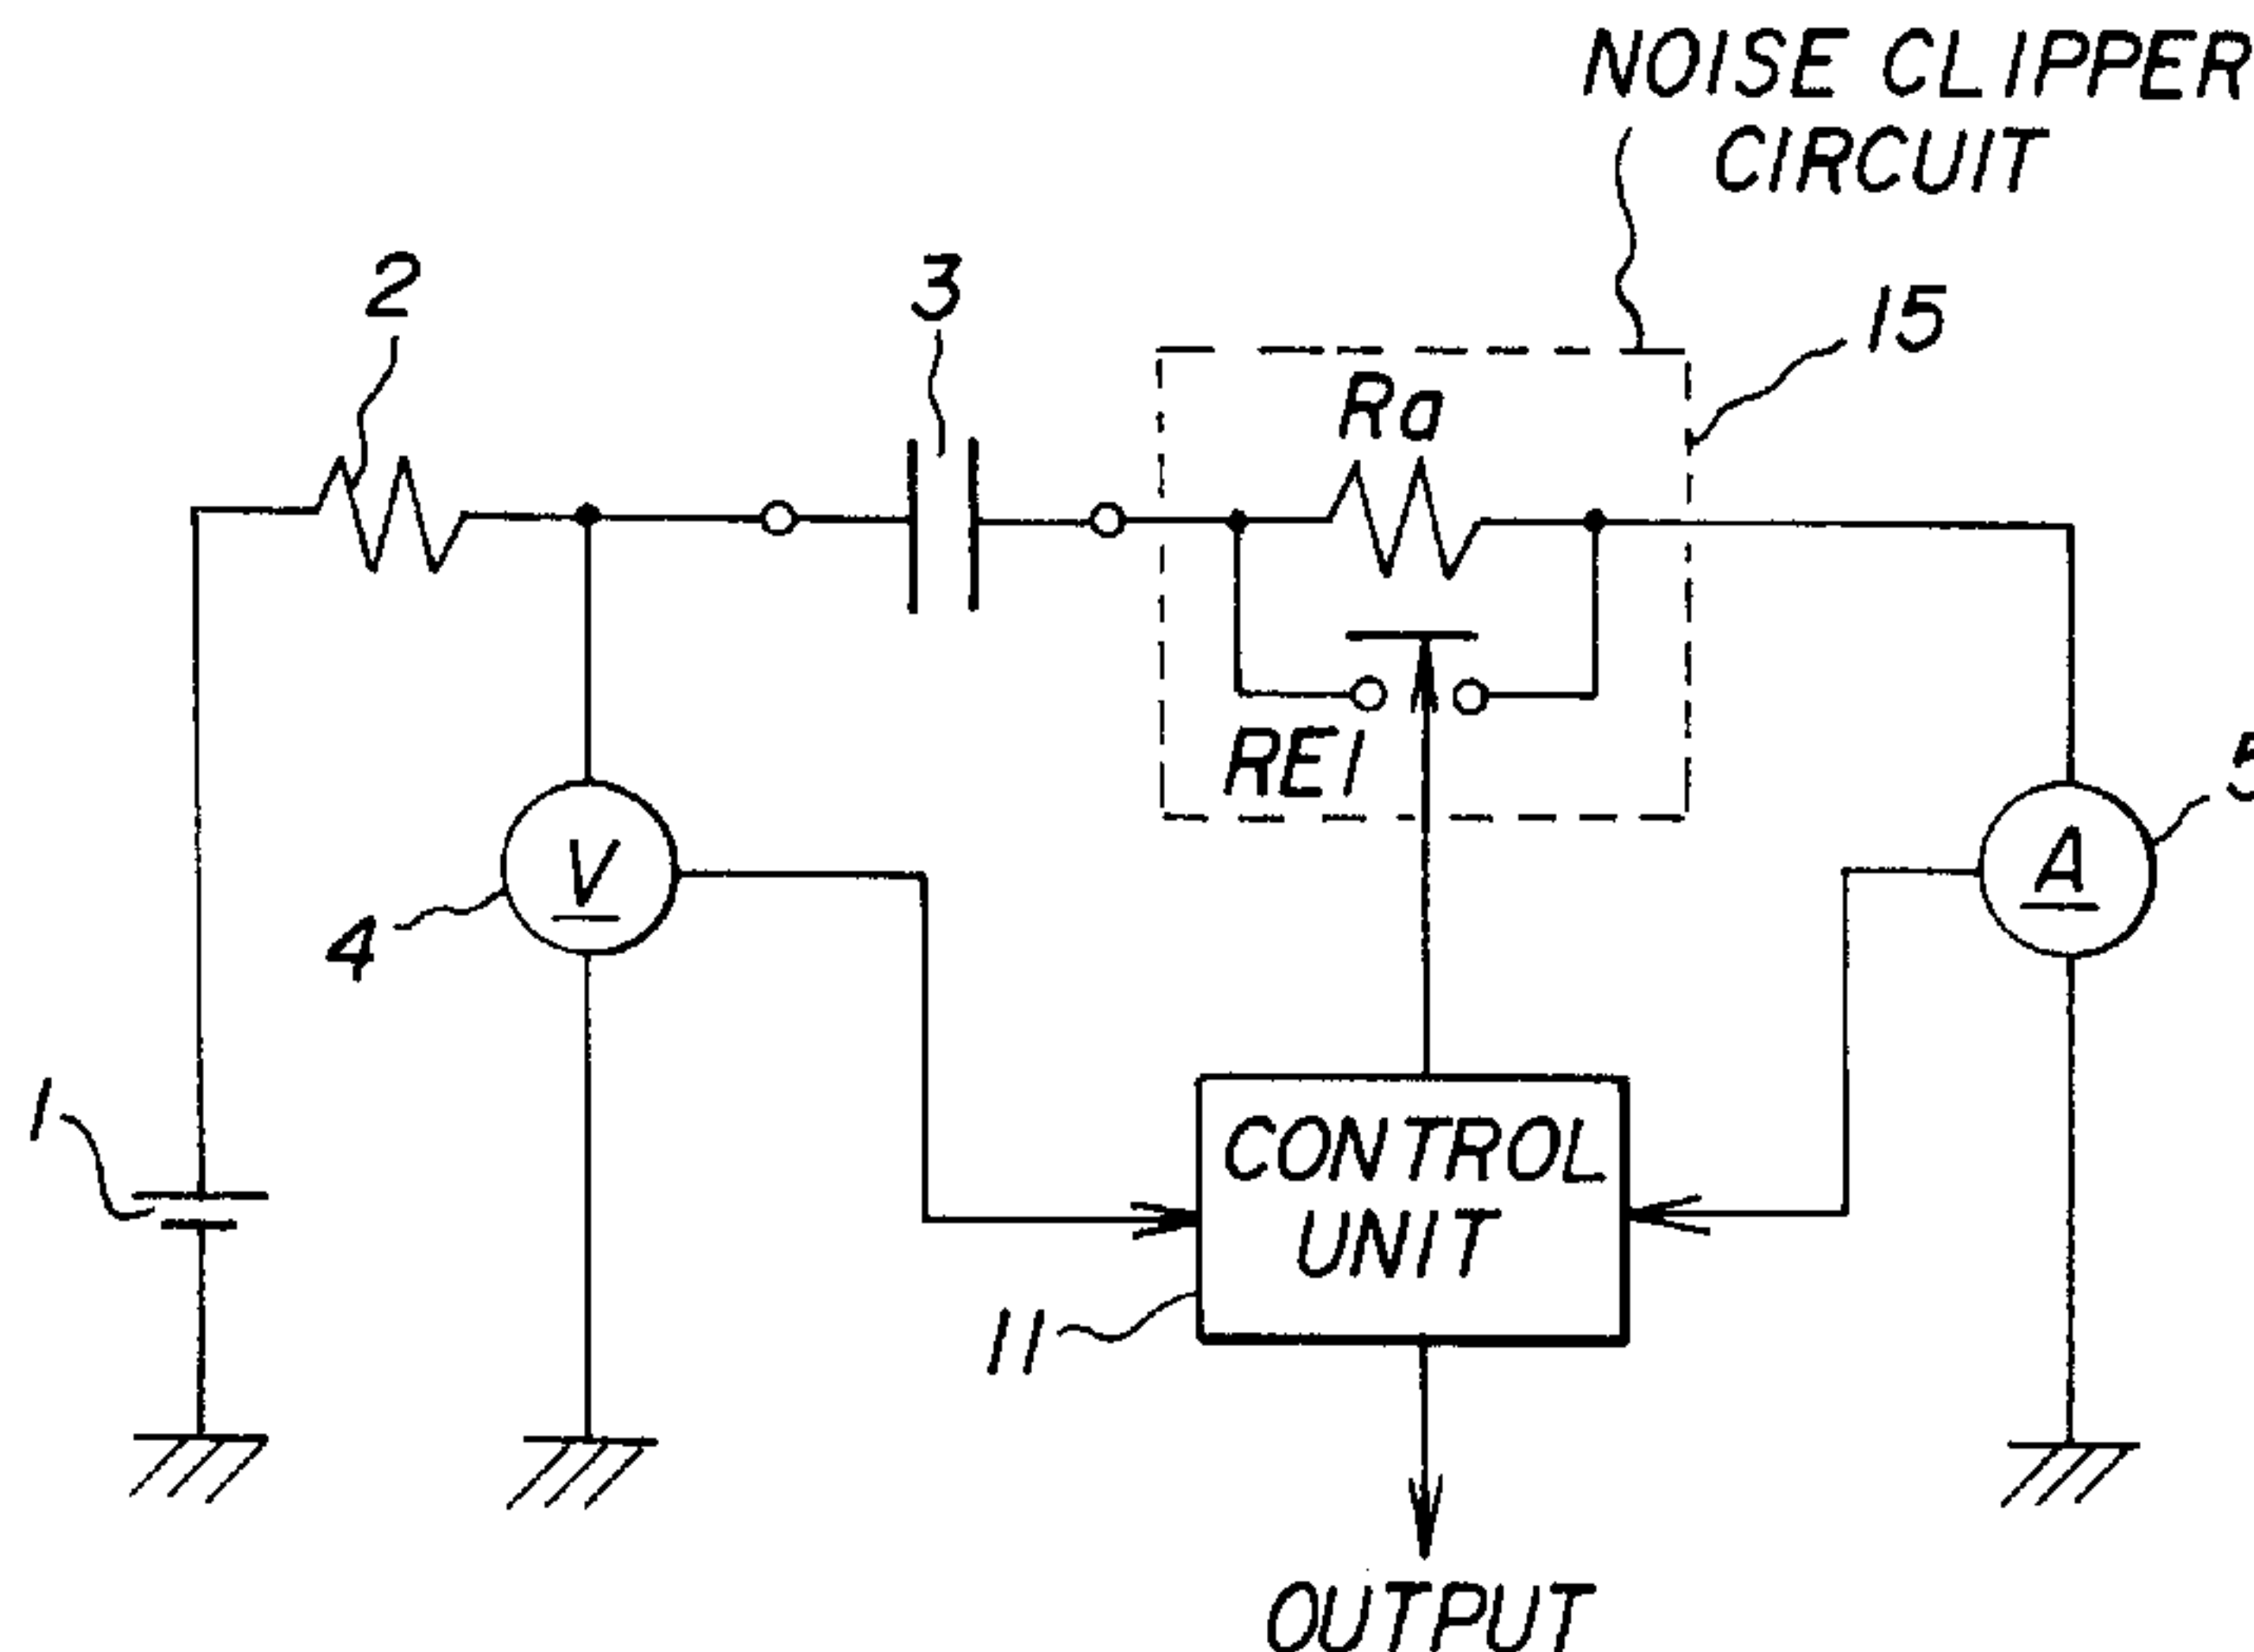 NOISE CLIPPER
CIRCUIT
2
3
15
Ra
RE1
5
V
A
4
1
CONTROL
UNIT
11
OUTPUT